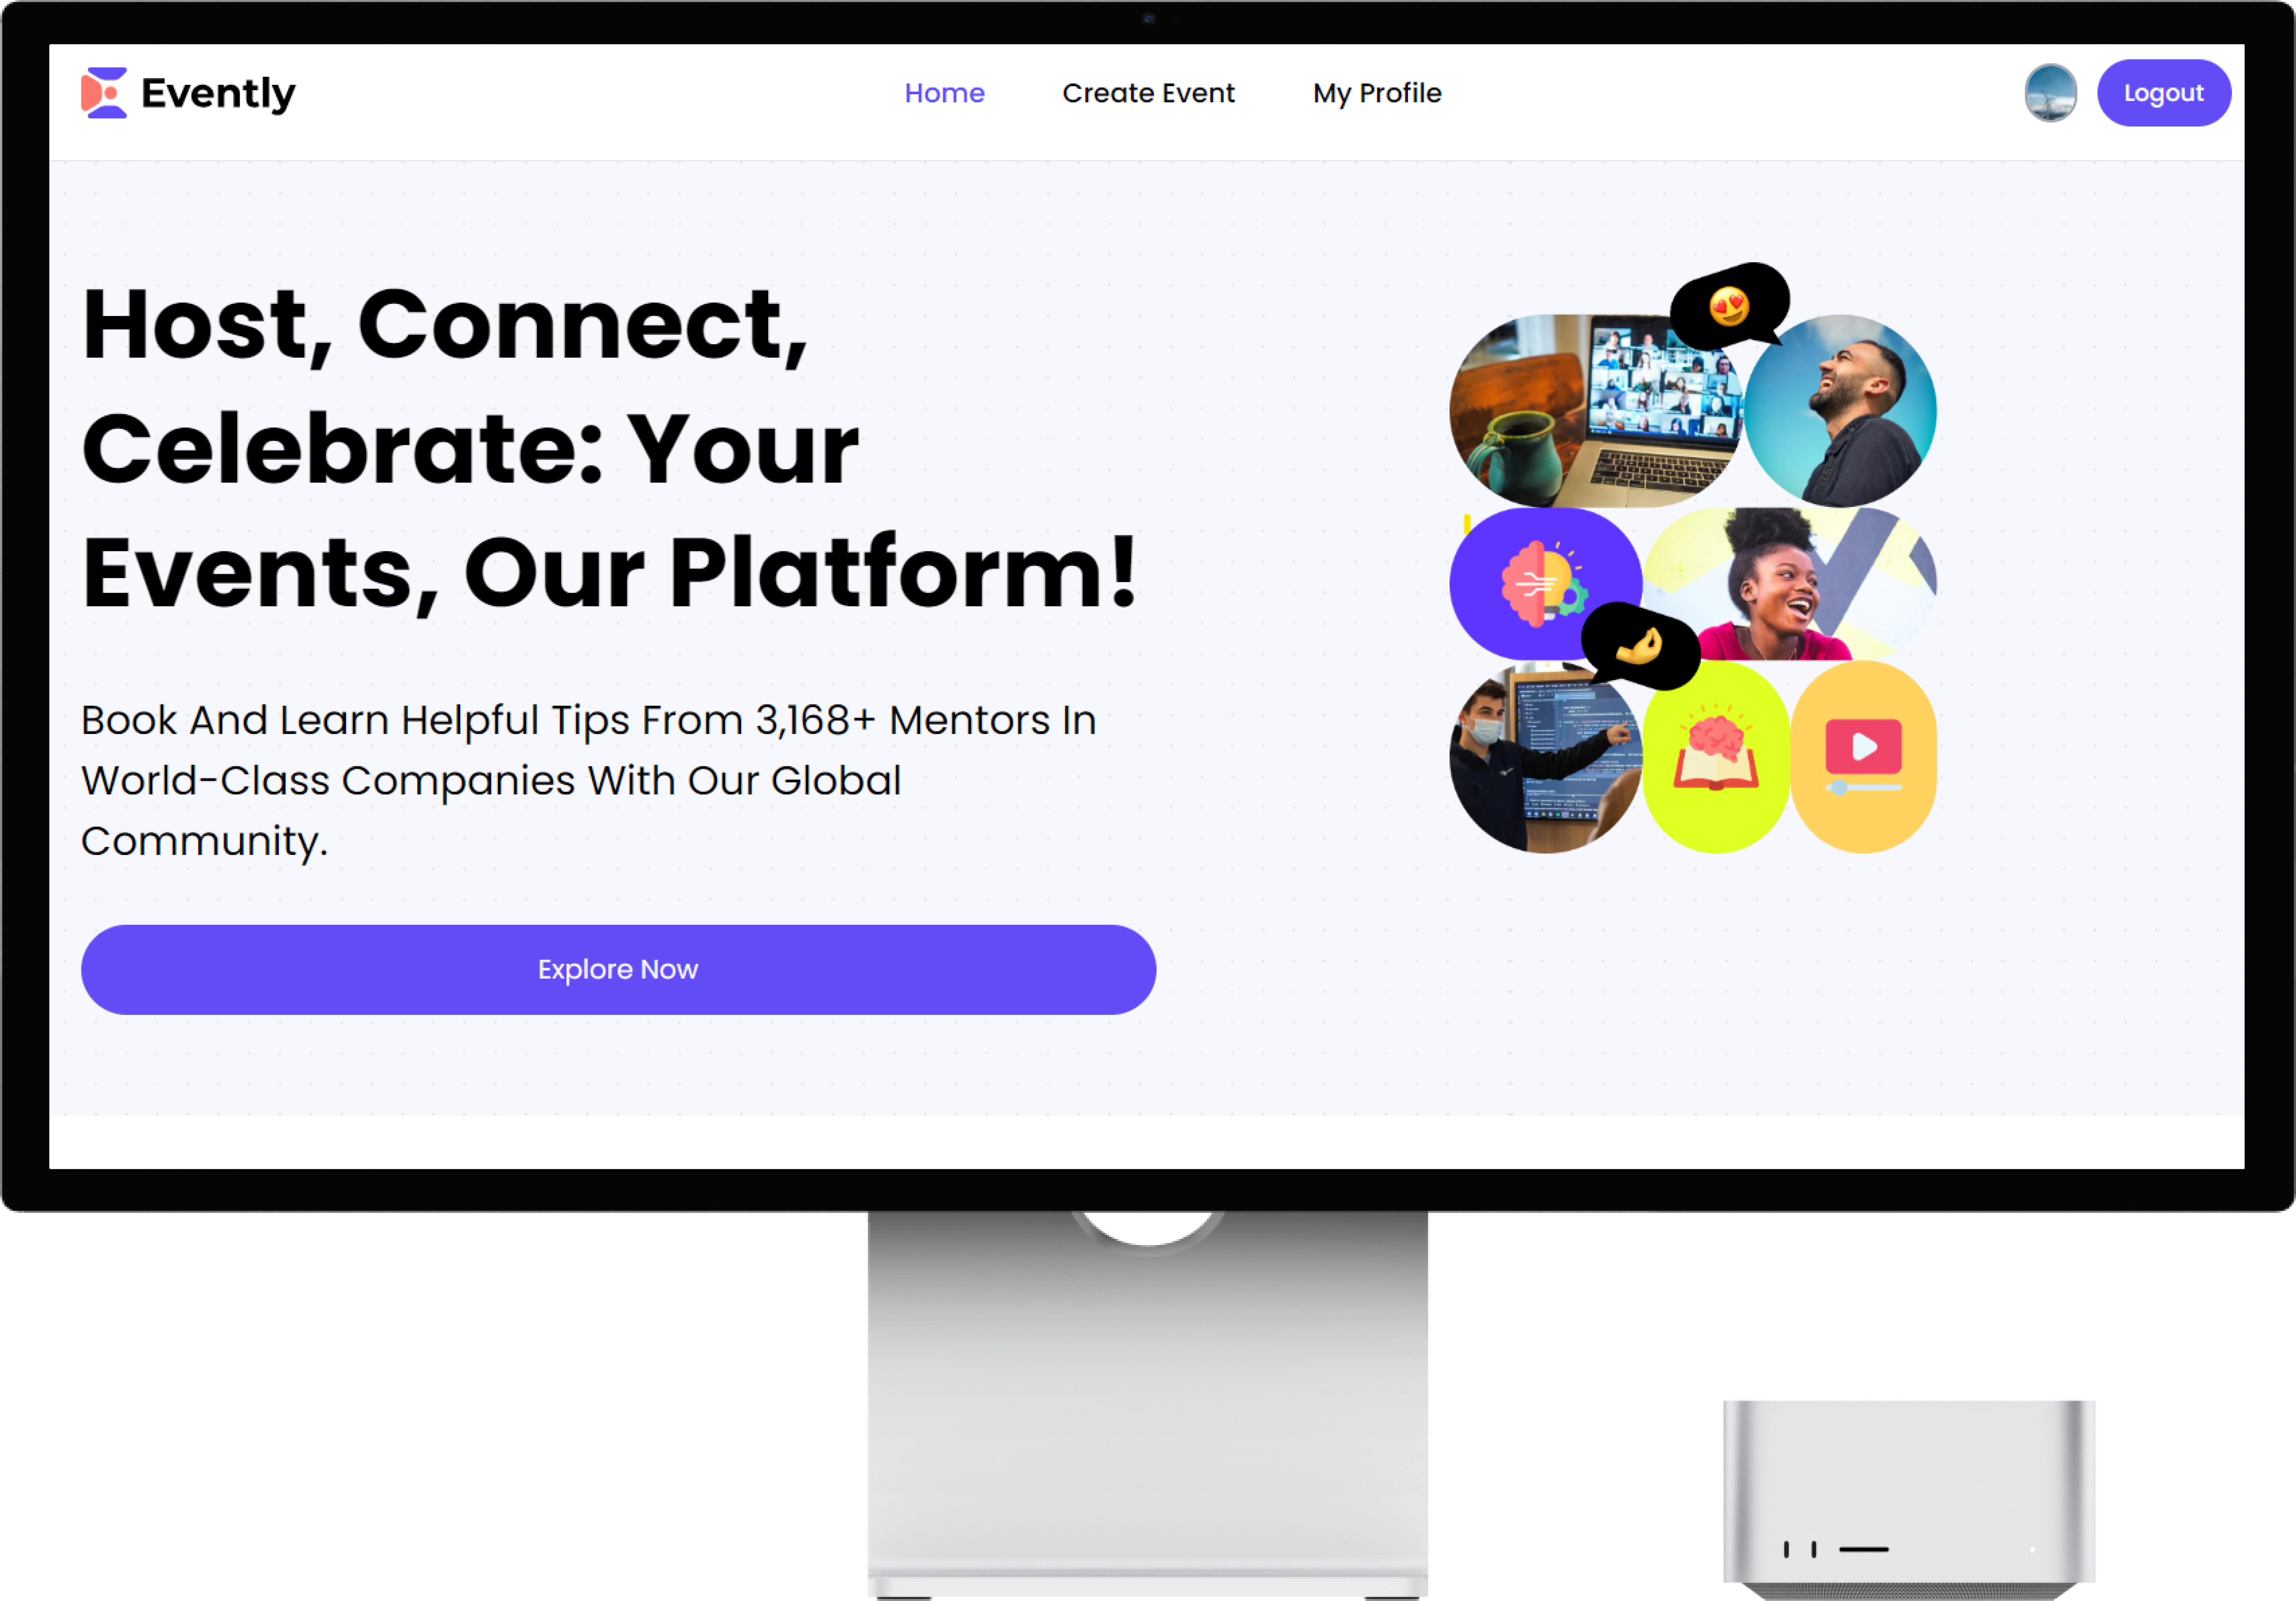 Evently
Home
Create Event
My Profile
Logout
Host, Connect,
Celebrate: Your
Events, Our Platform!
Book And Learn Helpful Tips From 3,168+ Mentors In
World-Class Companies With Our Global
Community.
Explore Now